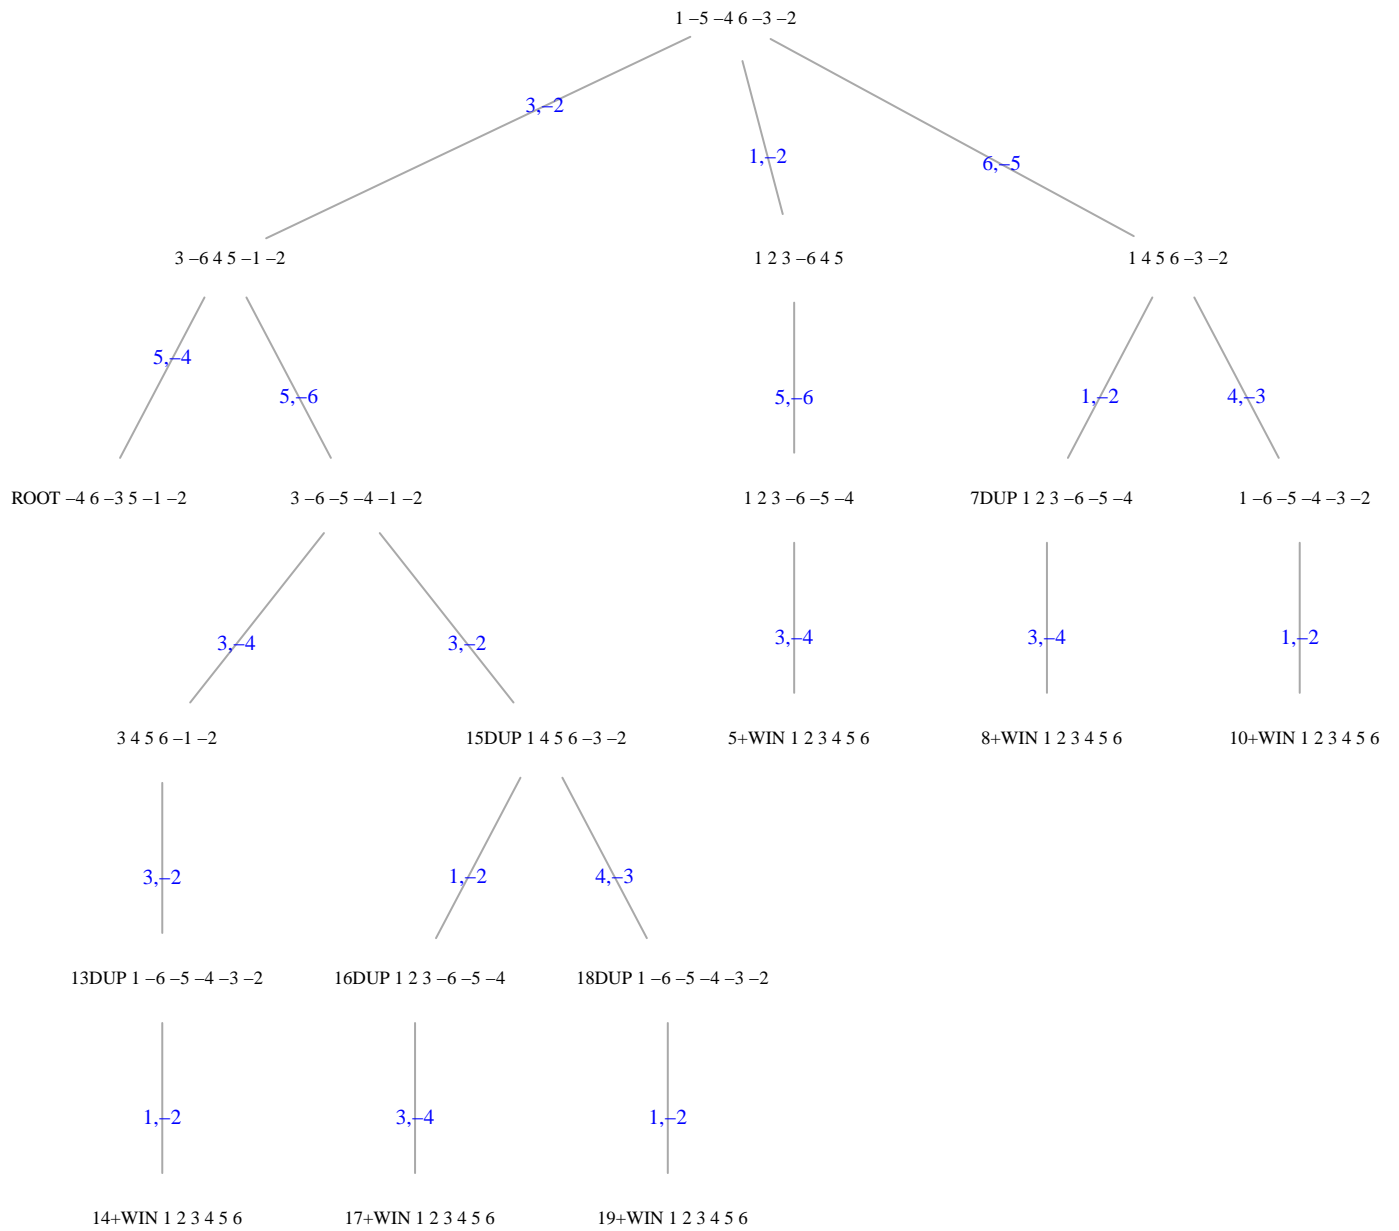 1 –5 –4 6 –3 –2
3,–2
1,–2
6,–5
3 –6 4 5 –1 –2
1 2 3 –6 4 5
1 4 5 6 –3 –2
5,–4
5,–6
5,–6
1,–2
4,–3
ROOT –4 6 –3 5 –1 –2
3 –6 –5 –4 –1 –2
1 2 3 –6 –5 –4
7DUP 1 2 3 –6 –5 –4
1 –6 –5 –4 –3 –2
3,–4
3,–2
3,–4
3,–4
1,–2
3 4 5 6 –1 –2
15DUP 1 4 5 6 –3 –2
5+WIN 1 2 3 4 5 6
8+WIN 1 2 3 4 5 6
10+WIN 1 2 3 4 5 6
3,–2
1,–2
4,–3
13DUP 1 –6 –5 –4 –3 –2
16DUP 1 2 3 –6 –5 –4
18DUP 1 –6 –5 –4 –3 –2
1,–2
3,–4
1,–2
14+WIN 1 2 3 4 5 6
17+WIN 1 2 3 4 5 6
19+WIN 1 2 3 4 5 6